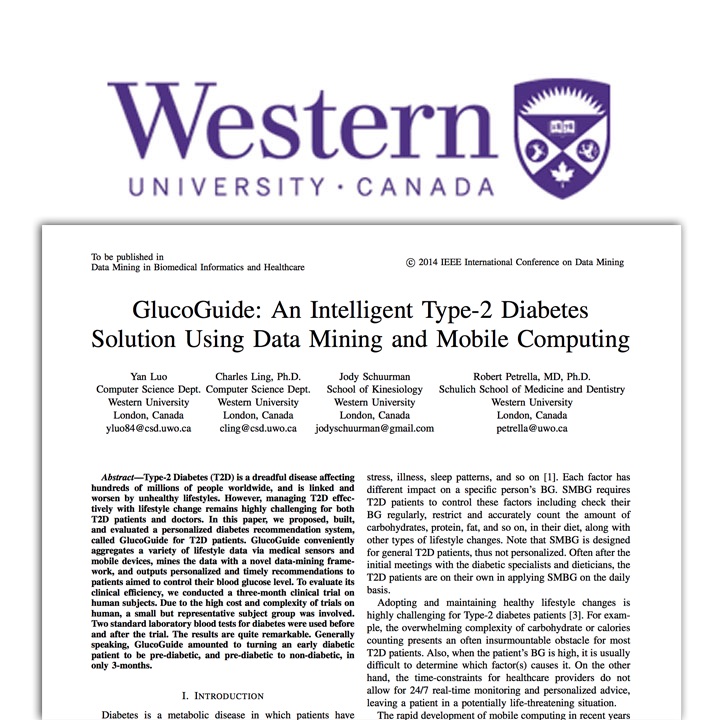 Western
UNIVERSITY · CANADA
To be published in
Data Mining in Biomedical Informatics and Healthcare
© 2014 IEEE International Conference on Data Mining
GlucoGuide: An Intelligent Type-2 Diabetes
Solution Using Data Mining and Mobile Computing
Yan Luo
Computer Science Dept.
Western University
London, Canada
yluo84@csd.uwo.ca
Charles Ling, Ph.D.
Computer Science Dept.
Western University
London, Canada
cling@csd.uwo.ca
Jody Schuurman
School of Kinesiology
Western University
London, Canada
jodyschuurman@gmail.com
Robert Petrella, MD, Ph.D.
Schulich School of Medicine and Dentistry
Western University
London, Canada
petrella@uwo.ca
Abstract—Type-2 Diabetes (T2D) is a dreadful disease affecting
hundreds of millions of people worldwide, and is linked and
worsen by unhealthy lifestyles. However, managing T2D effec-
tively with lifestyle change remains highly challenging for both
T2D patients and doctors. In this paper, we proposed, built,
and evaluated a personalized diabetes recommendation system,
called GlucoGuide for T2D patients. GlucoGuide conveniently
aggregates a variety of lifestyle data via medical sensors and
mobile devices, mines the data with a novel data-mining frame-
work, and outputs personalized and timely recommendations to
patients aimed to control their blood glucose level. To evaluate its
clinical efficiency, we conducted a three-month clinical trial on
human subjects. Due to the high cost and complexity of trials on
human, a small but representative subject group was involved.
Two standard laboratory blood tests for diabetes were used before
and after the trial. The results are quite remarkable. Generally
speaking, GlucoGuide amounted to turning an early diabetic
patient to be pre-diabetic, and pre-diabetic to non-diabetic, in
only 3-months.
I. INTRODUCTION
Diabetes is a metabolic disease in which patients have
stress, illness, sleep patterns, and so on [1]. Each factor has
different impact on a specific person's BG. SMBG requires
T2D patients to control these factors including check their
BG regularly, restrict and accurately count the amount of
carbohydrates, protein, fat, and so on, in their diet, along with
other types of lifestyle changes. Note that SMBG is designed
for general T2D patients, thus not personalized. Often after the
initial meetings with the diabetic specialists and dieticians, the
T2D patients are on their own in applying SMBG on the daily
basis.
Adopting and maintaining healthy lifestyle changes is
highly challenging for Type-2 diabetes patients [3]. For exam-
ple, the overwhelming complexity of carbohydrate or calories
counting presents an often insurmountable obstacle for most
T2D patients. Also, when the patient's BG is high, it is usually
difficult to determine which factor(s) causes it. On the other
hand, the time-constraints for healthcare providers do not
allow for 24/7 real-time monitoring and personalized advice,
leaving a patient in a potentially life-threatening situation.
The rapid development of mobile computing in recent years